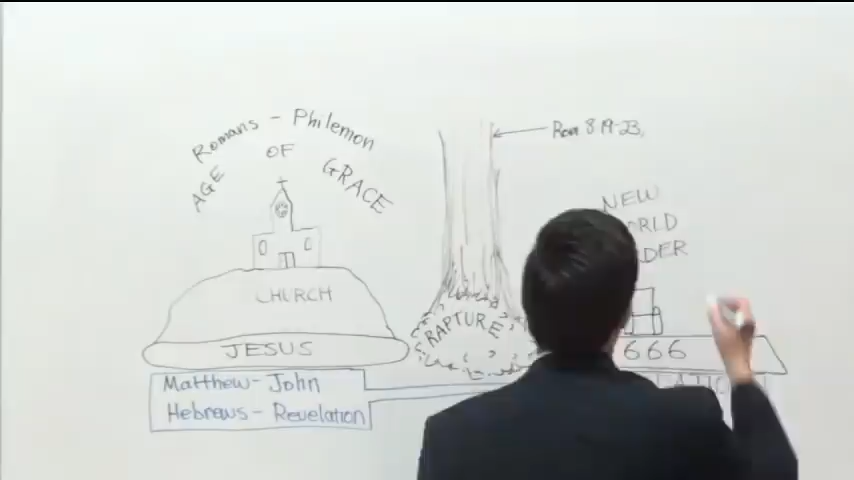 Romans - Philemon
AGE OF GRACE
CHURCH
JESUS
Matthew - John
Hebrews - Revelation
RAPTURE
Rom 8:19-23
NEW
666